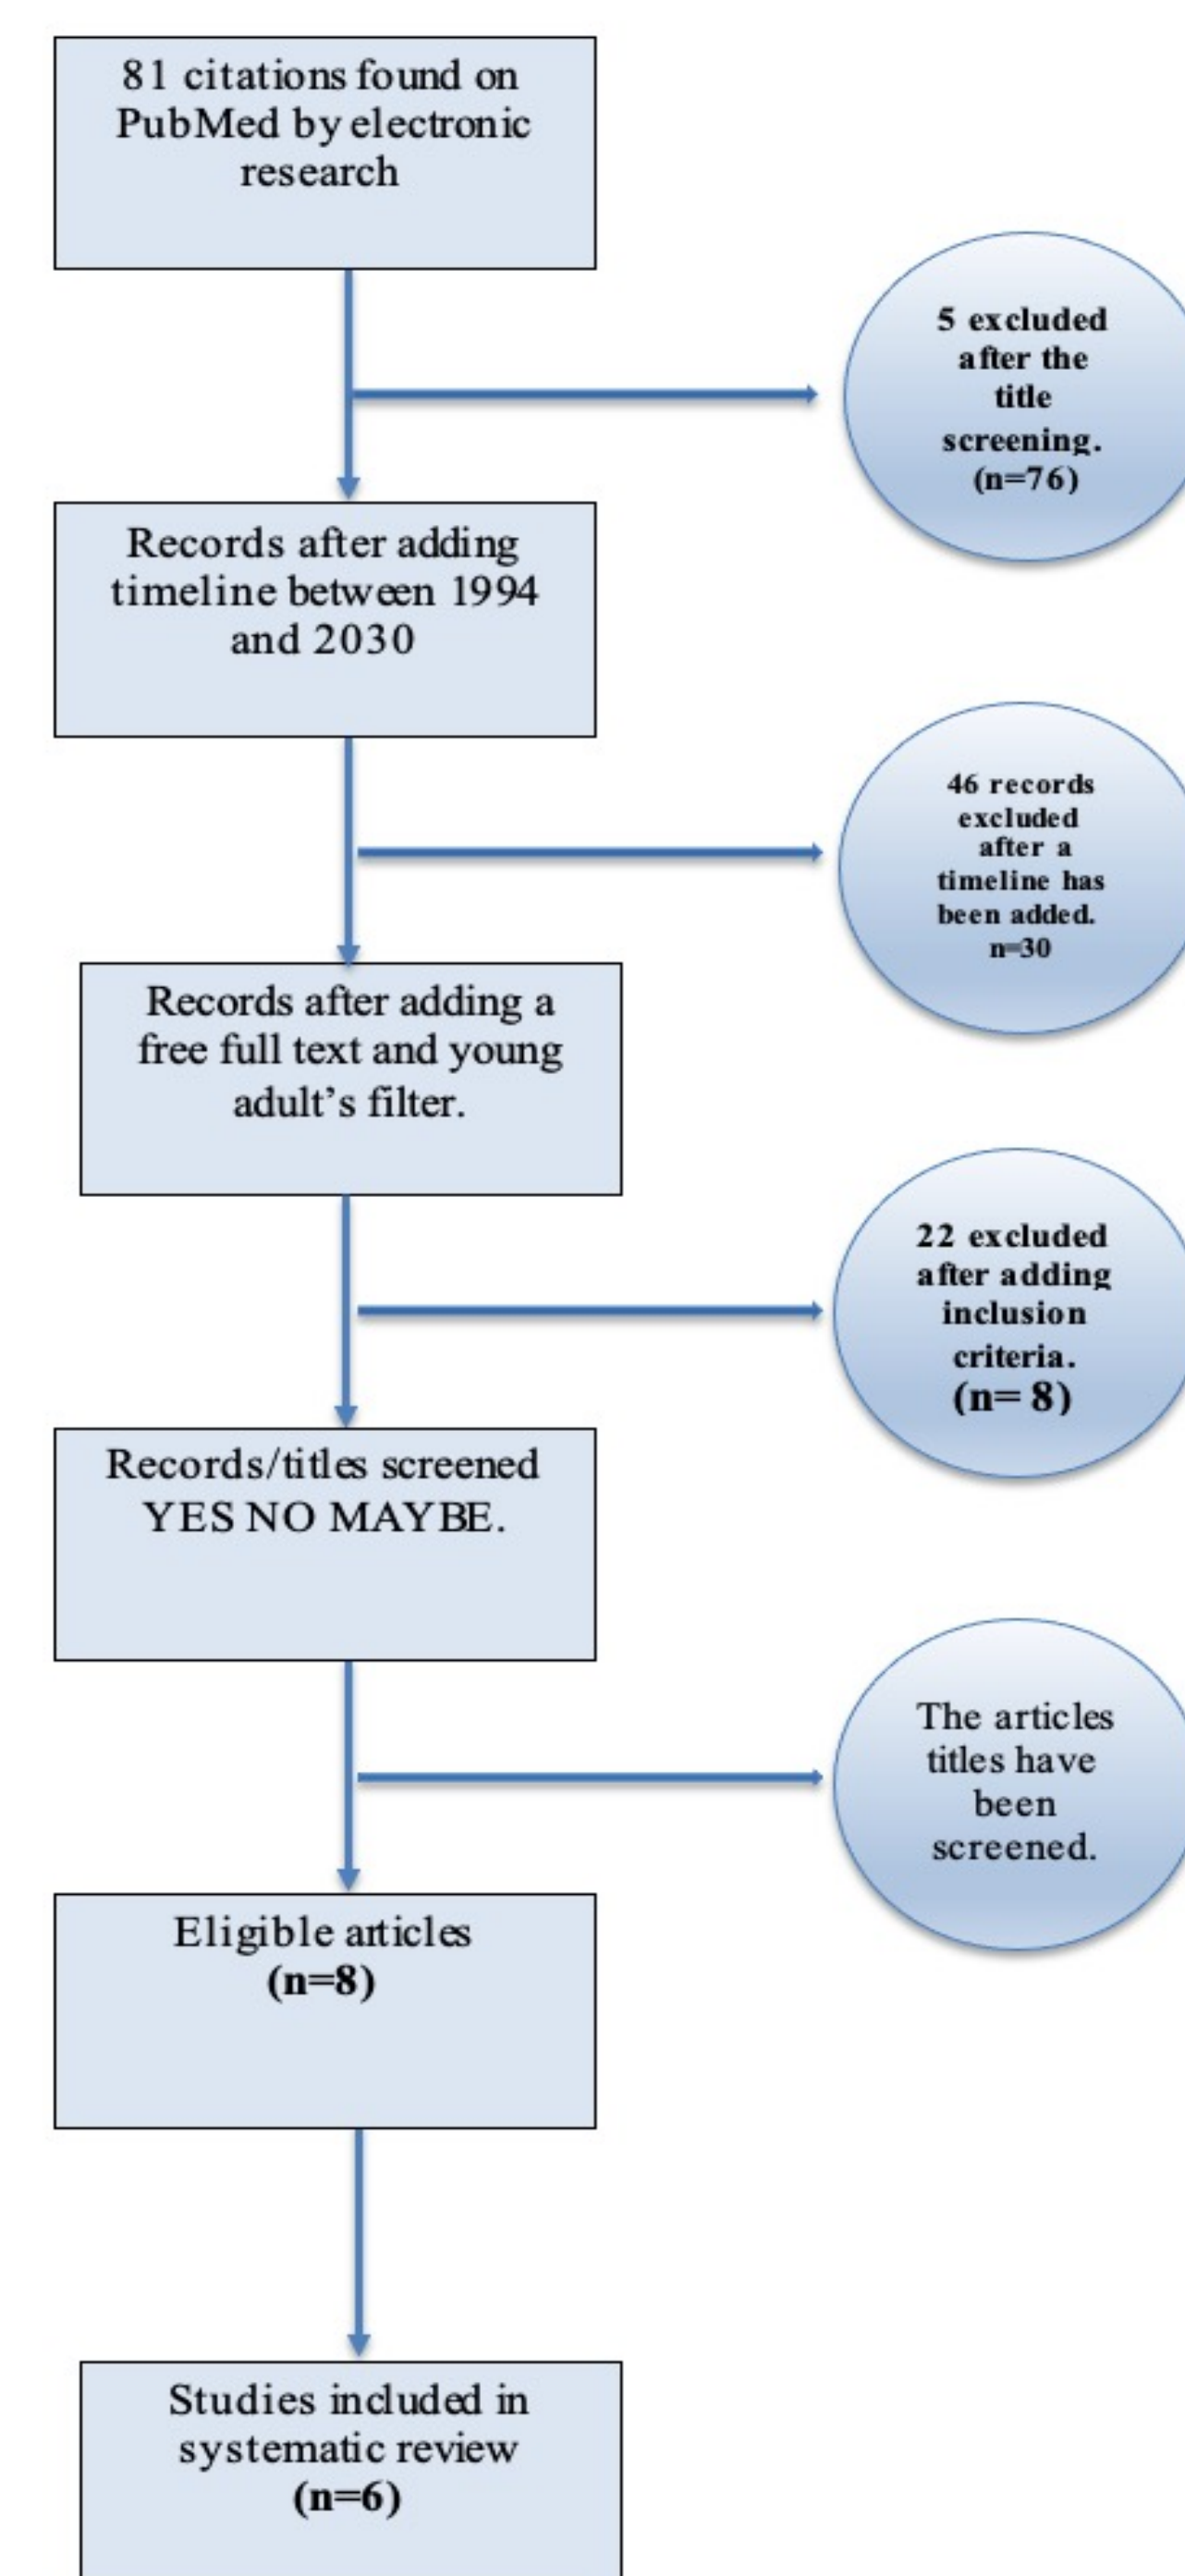 81 citations found on
PubMed by electronic
research
5 excluded
after the
title
screening.
(n=76)
Records after adding
timeline between 1994
and 2030
46 records
excluded
after a
timeline has
been added.
n=30
Records after adding a
free full text and young
adult’s filter.
22 excluded
after adding
inclusion
criteria.
(n= 8)
Records/titles screened
YES NO MAYBE.
The articles
titles have
been
screened.
Eligible articles
(n=8)
Studies included in
systematic review
(n=6)